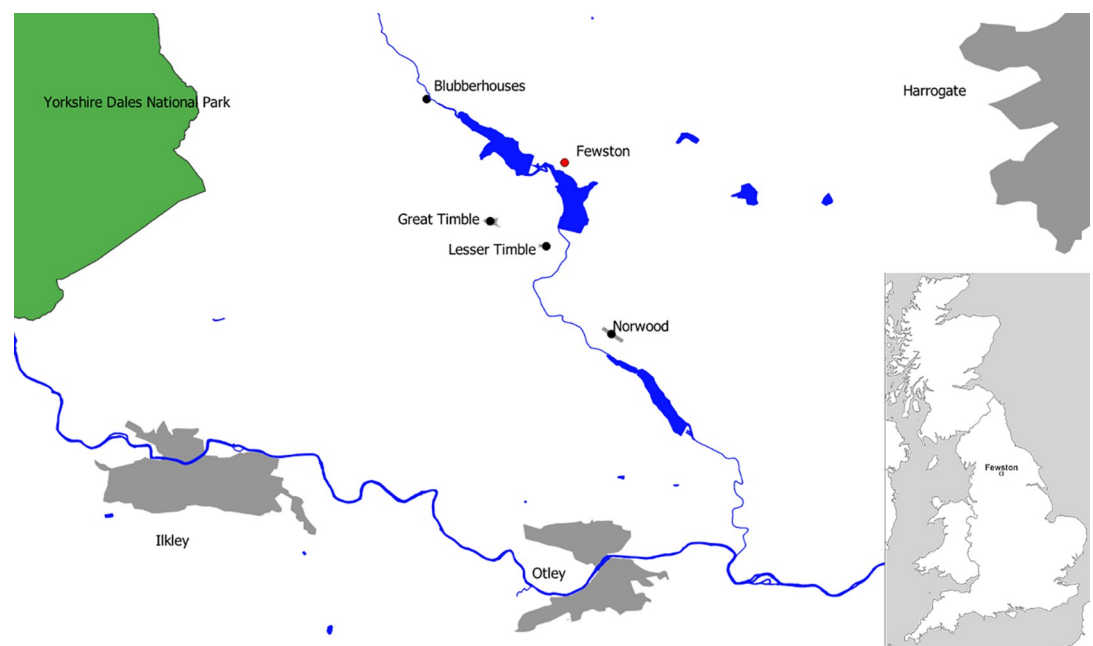 Blubberhouses
Harrogate
Yorkshire Dales National Park
Fewston
Great Timble
Lesser Timble
Norwood
Fewston
Ilkley
Otley